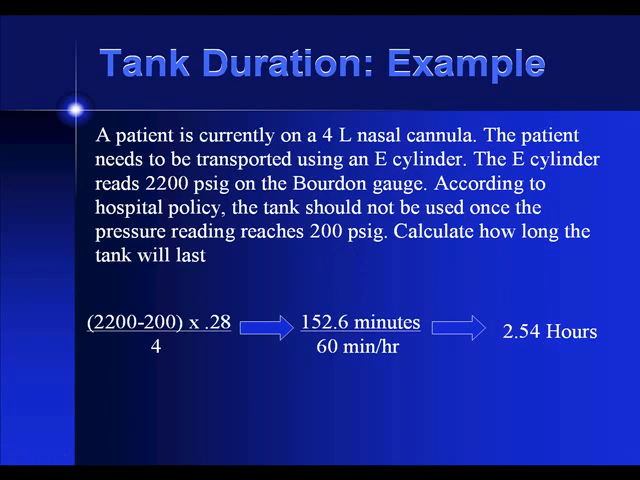 Tank Duration: Example
A patient is currently on a 4 L nasal cannula. The patient
needs to be transported using an E cylinder. The E cylinder
reads 2200 psig on the Bourdon gauge. According to
hospital policy, the tank should not be used once the
pressure reading reaches 200 psig. Calculate how long the
tank will last
(2200-200) x .28
4
152.6 minutes
60 min/hr
2.54 Hours